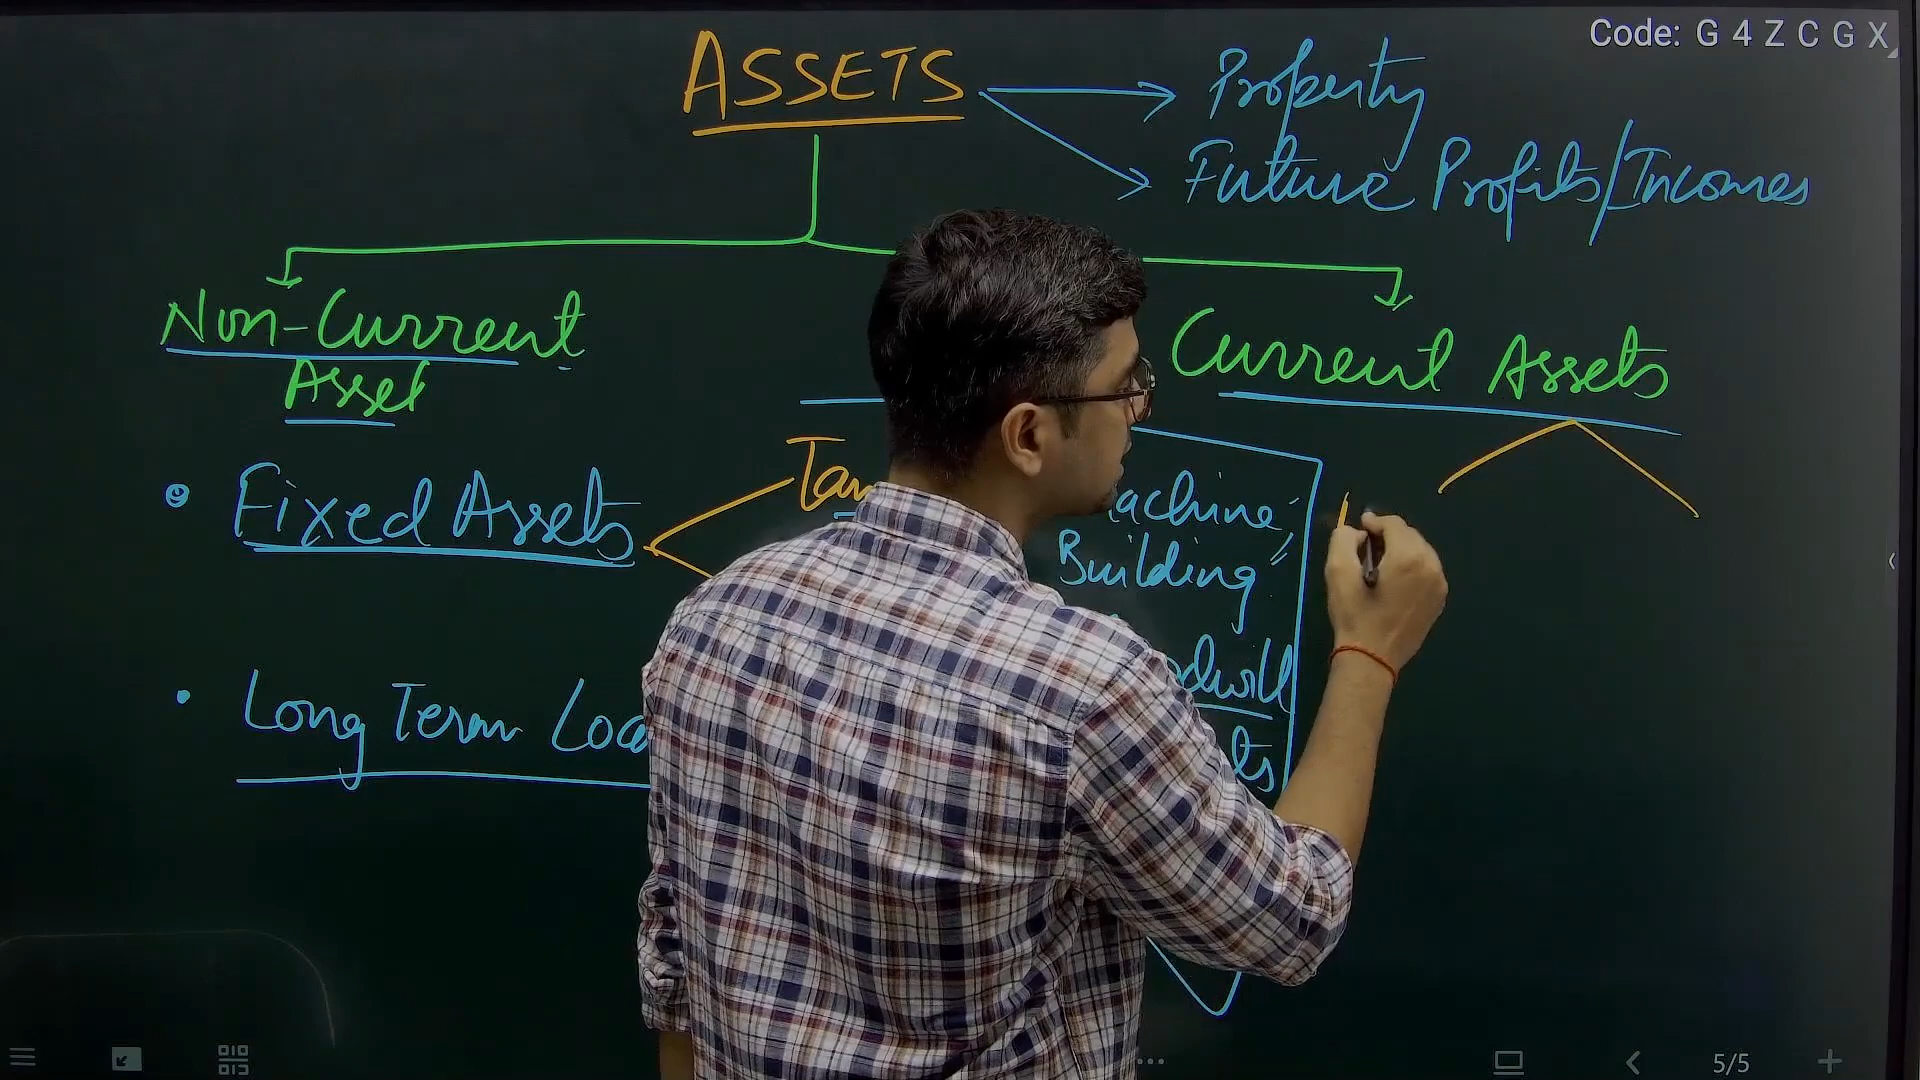 Code: G 4 Z C G X
ASSETS
Property
Future Profits/Incomes
Non-Current
Asset
Current Assets
Fixed Assets
Machine,
Building
Long Term
5/5